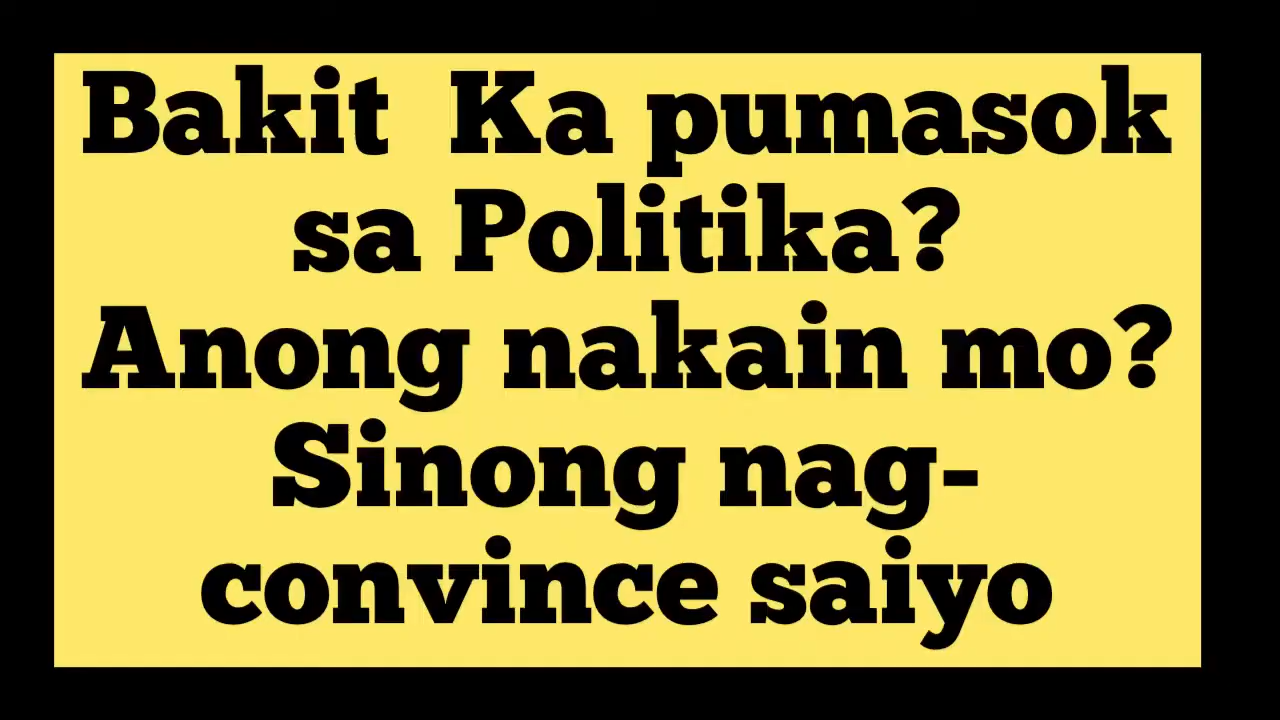 Bakit  Ka pumasok
sa Politika?
Anong nakain mo?
Sinong nag-
convince saiyo